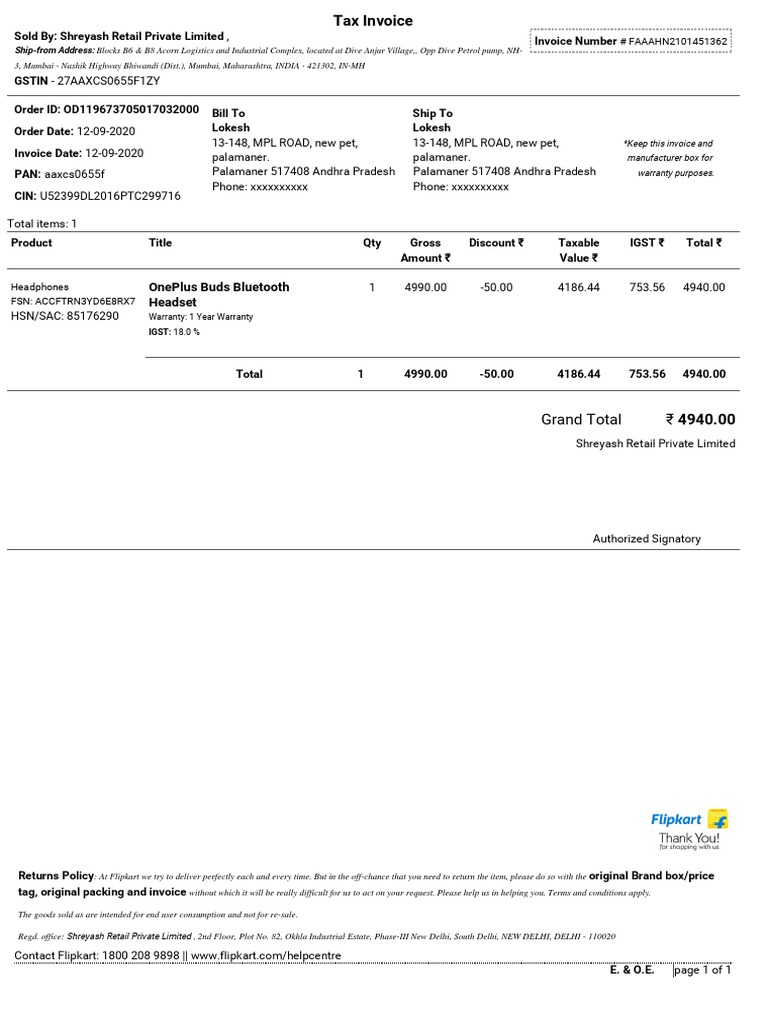 Tax Invoice
Sold By: Shreyash Retail Private Limited ,
Ship-from Address: Blocks B6 & B8 Acorn Logistics and Industrial Complex, located at Dive Anjur Village,, Opp Dive Petrol pump, NH-
3, Mumbai - Nashik Highway Bhiwandi (Dist.), Mumbai, Maharashtra, INDIA - 421302, IN-MH
GSTIN - 27AAXCS0655F1ZY
Invoice Number # FAAAHN2101451362
Order ID: OD119673705017032000
Order Date: 12-09-2020
Invoice Date: 12-09-2020
PAN: aaxcs0655f
CIN: U52399DL2016PTC299716
Bill To
Lokesh
13-148, MPL ROAD, new pet,
palamaner.
Palamaner 517408 Andhra Pradesh
Phone: xxxxxxxxxx
Ship To
Lokesh
13-148, MPL ROAD, new pet,
palamaner.
Palamaner 517408 Andhra Pradesh
Phone: xxxxxxxxxx
*Keep this invoice and
manufacturer box for
warranty purposes.
Total items: 1
Product Title Qty Gross Amount ₹ Discount ₹ Taxable Value ₹ IGST ₹ Total ₹
Headphones
FSN: ACCFTRN3YD6E8RX7
HSN/SAC: 85176290
OnePlus Buds Bluetooth
Headset
Warranty: 1 Year Warranty
IGST: 18.0 %
1 4990.00 -50.00 4186.44 753.56 4940.00
Total 1 4990.00 -50.00 4186.44 753.56 4940.00
Grand Total ₹ 4940.00
Shreyash Retail Private Limited
Authorized Signatory
Flipkart
Thank You!
for shopping with us
Returns Policy: At Flipkart we try to deliver perfectly each and every time. But in the off-chance that you need to return the item, please do so with the original Brand box/price
tag, original packing and invoice without which it will be really difficult for us to act on your request. Please help us in helping you. Terms and conditions apply.
The goods sold as are intended for end user consumption and not for re-sale.
Regd. office: Shreyash Retail Private Limited , 2nd Floor, Plot No. 82, Okhla Industrial Estate, Phase-III New Delhi, South Delhi, NEW DELHI, DELHI - 110020
Contact Flipkart: 1800 208 9898 || www.flipkart.com/helpcentre
E. & O.E. page 1 of 1